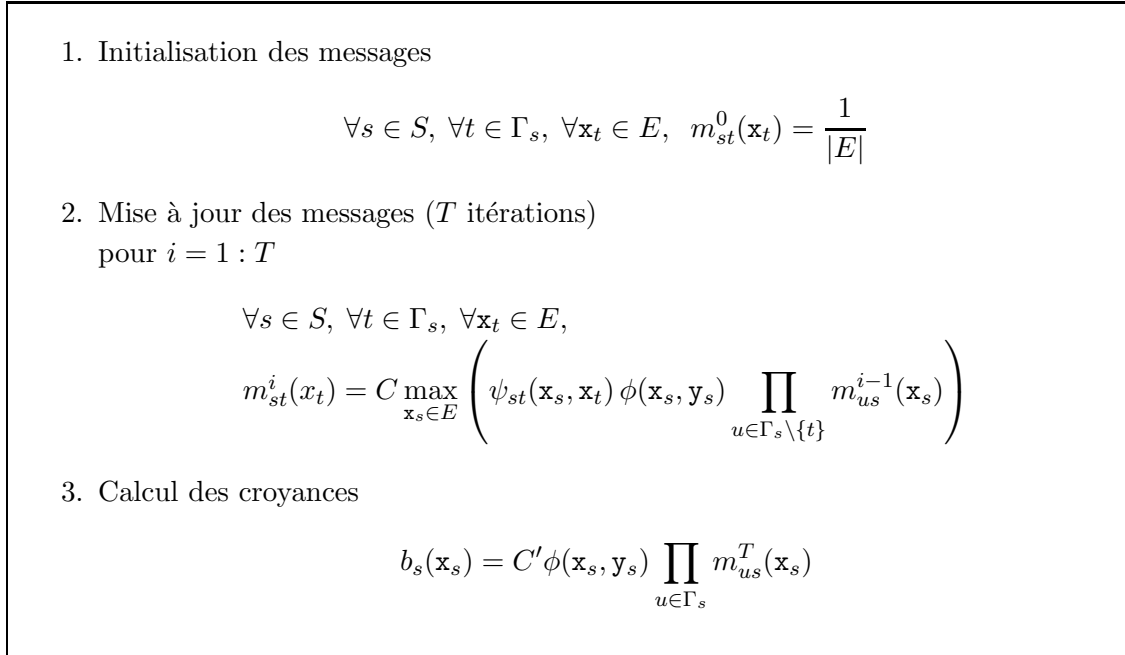 1. Initialisation des messages
∀s ∈ S, ∀t ∈ Γ_s, ∀x_t ∈ E, m^0_{st}(x_t) = \frac{1}{|E|}
2. Mise à jour des messages (T itérations)
pour i = 1 : T
∀s ∈ S, ∀t ∈ Γ_s, ∀x_t ∈ E,
m^i_{st}(x_t) = C \max_{x_s ∈ E} ( ψ_{st}(x_s, x_t) ϕ(x_s, y_s) ∏_{u∈Γ_s\{t}} m^{i−1}_{us}(x_s) )
3. Calcul des croyances
b_s(x_s) = C′ϕ(x_s, y_s) ∏_{u∈Γ_s} m^T_{us}(x_s)